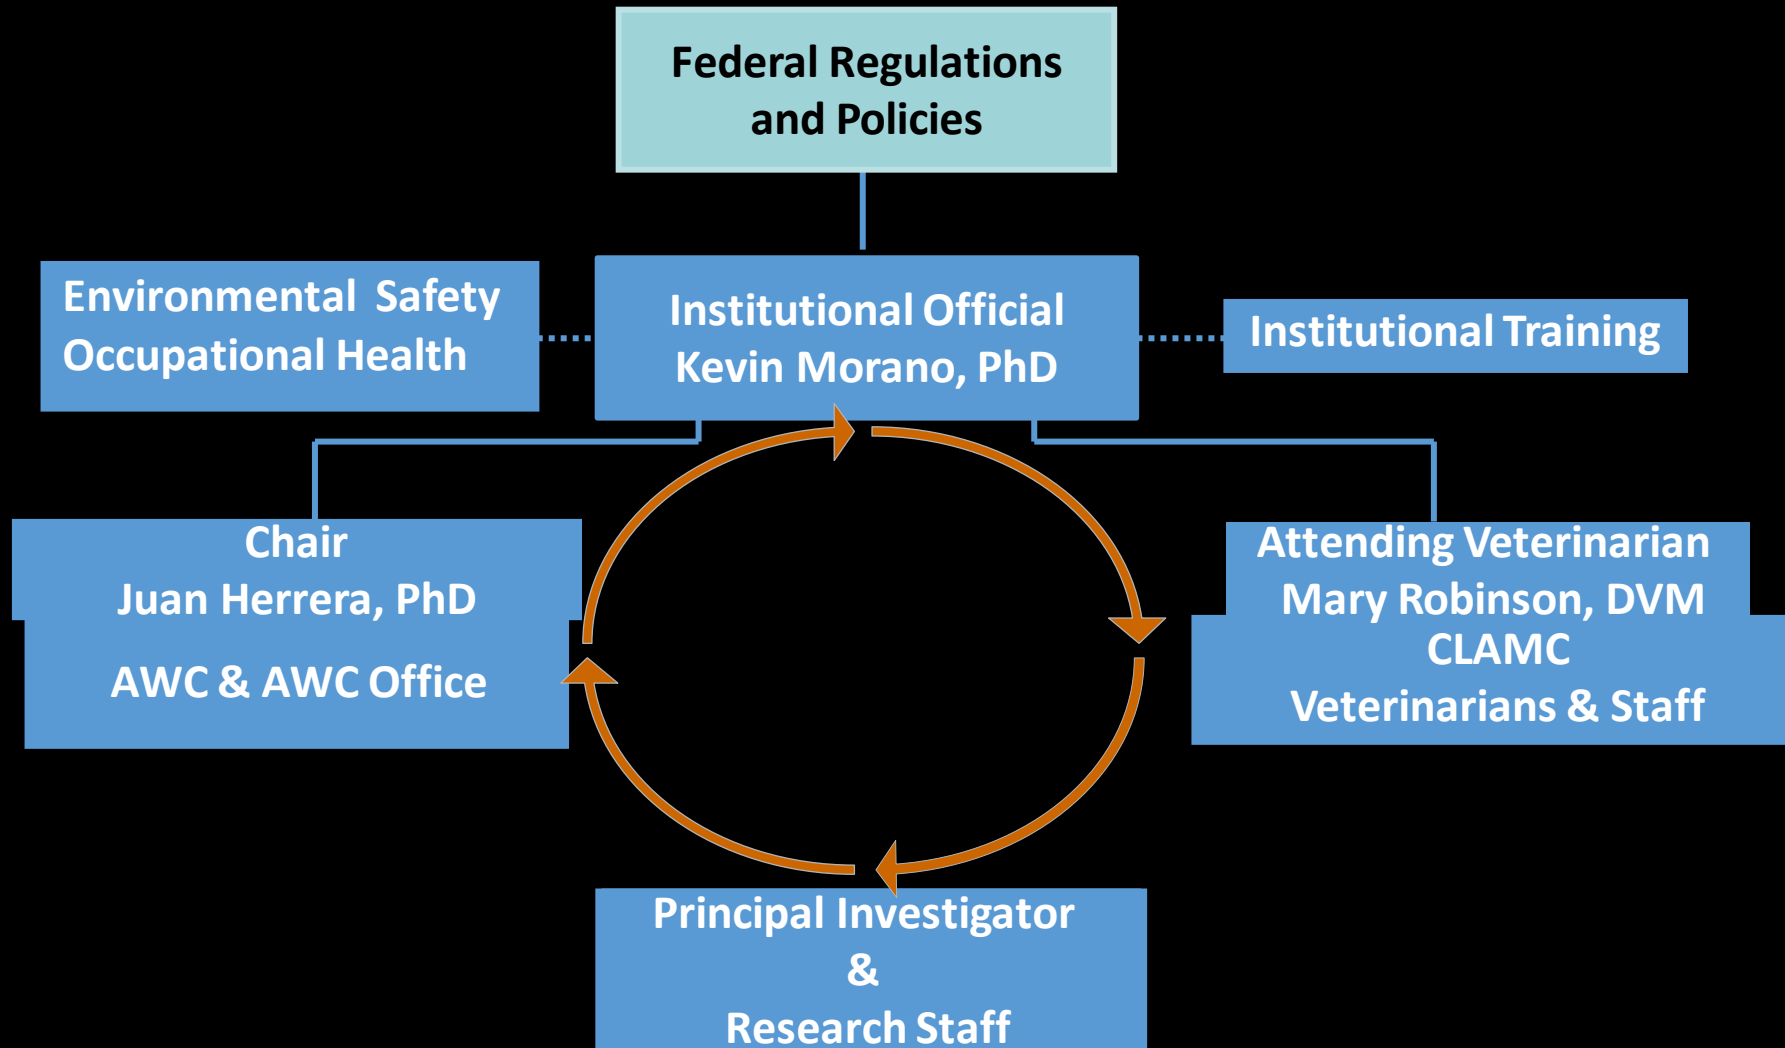 Federal Regulations
and Policies
Environmental Safety
Occupational Health
Institutional Official
Kevin Morano, PhD
Institutional Training
Chair
Juan Herrera, PhD
AWC & AWC Office
Attending Veterinarian
Mary Robinson, DVM
CLAMC
Veterinarians & Staff
Principal Investigator
&
Research Staff